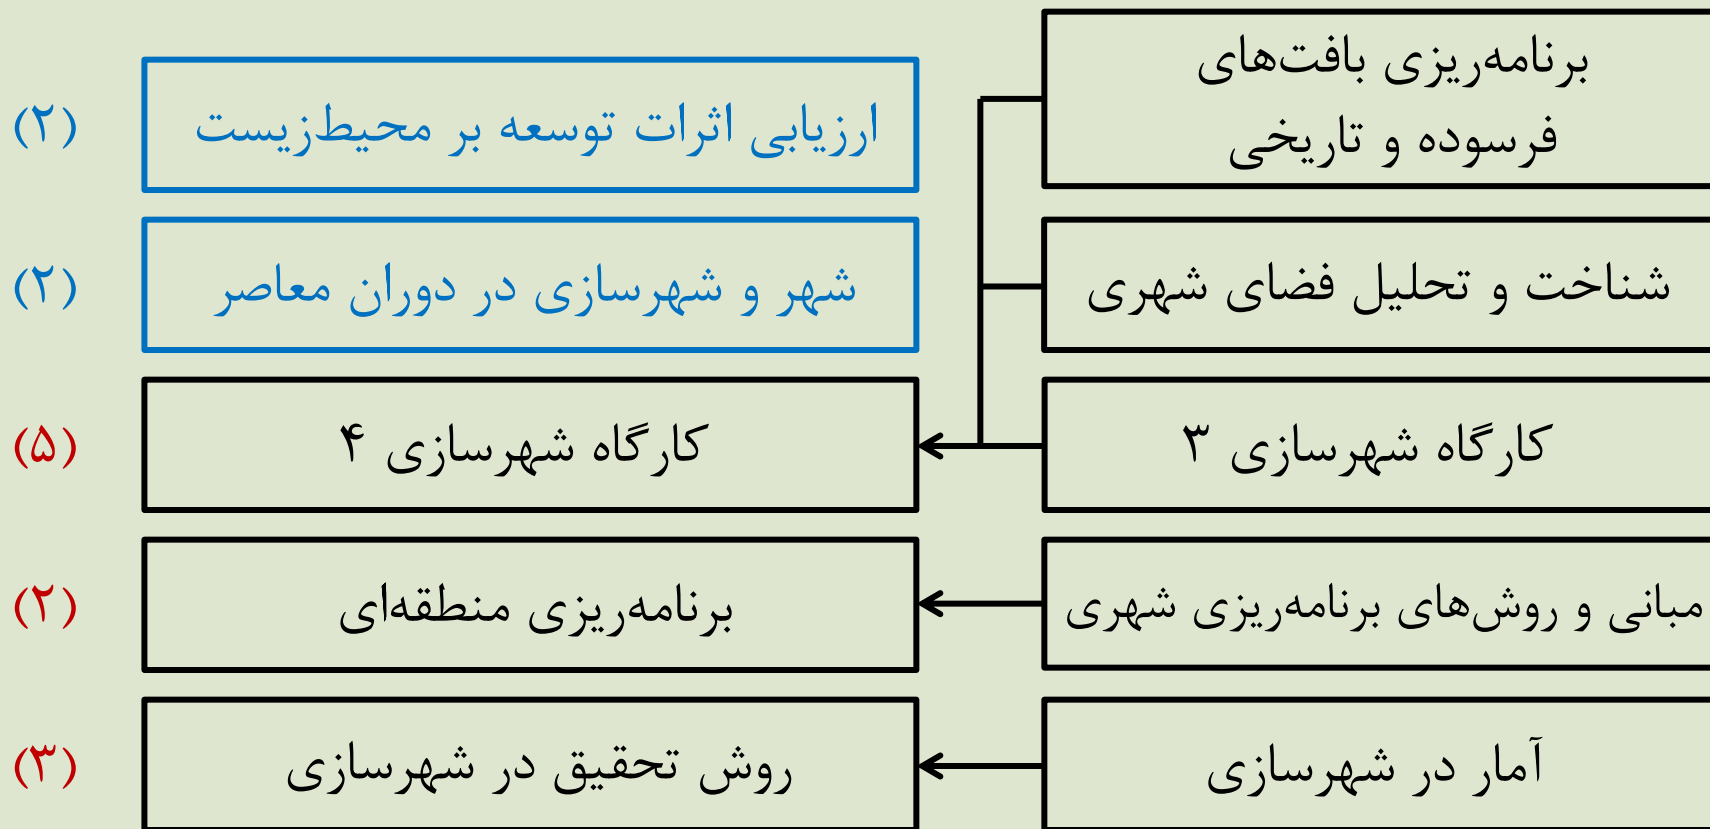 برنامه‌ریزی بافت‌های
فرسوده و تاریخی
ارزیابی اثرات توسعه بر محیط‌زیست
(۲)
شناخت و تحلیل فضای شهری
شهر و شهرسازی در دوران معاصر
(۲)
کارگاه شهرسازی ۳
کارگاه شهرسازی ۴
(۵)
مبانی و روش‌های برنامه‌ریزی شهری
برنامه‌ریزی منطقه‌ای
(۲)
آمار در شهرسازی
روش تحقیق در شهرسازی
(۳)